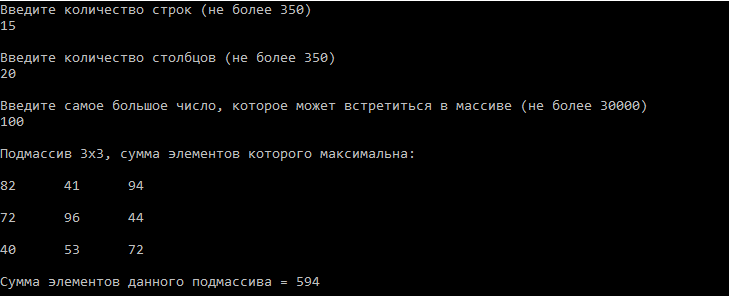 Введите количество строк (не более 350)
15
Введите количество столбцов (не более 350)
20
Введите самое большое число, которое может встретиться в массиве (не более 30000)
100
Подмассив 3х3, сумма элементов которого максимальна:
82 41 94
72 96 44
40 53 72
Сумма элементов данного подмассива = 594